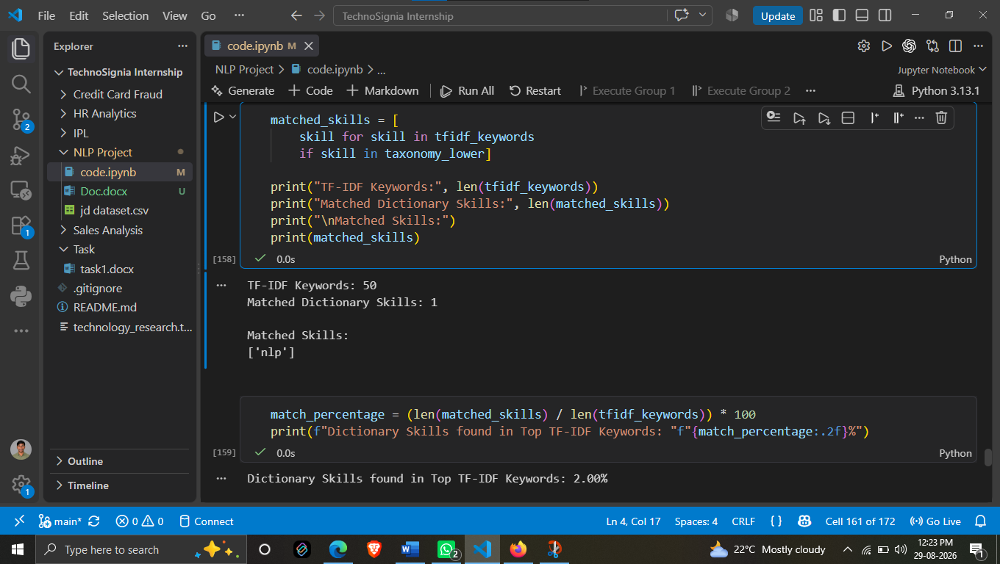 File Edit Selection View Go ··· TechnoSignia Internship Update
Explorer ···
TechnoSignia Internship
Credit Card Fraud
HR Analytics
IPL
NLP Project
code.ipynb M
Doc.docx U
jd dataset.csv
Sales Analysis
Task
task1.docx
.gitignore
README.md
technology_research.t...
Outline
Timeline
2
1
1
code.ipynb M
NLP Project > code.ipynb > ...
Jupyter Notebook
Generate + Code + Markdown Run All Restart Execute Group 1 Execute Group 2 ··· Python 3.13.1
matched_skills = [
skill for skill in tfidf_keywords
if skill in taxonomy_lower]
print("TF-IDF Keywords:", len(tfidf_keywords))
print("Matched Dictionary Skills:", len(matched_skills))
print("\nMatched Skills:")
print(matched_skills)
[158] 0.0s Python
TF-IDF Keywords: 50
Matched Dictionary Skills: 1
Matched Skills:
['nlp']
match_percentage = (len(matched_skills) / len(tfidf_keywords)) * 100
print(f"Dictionary Skills found in Top TF-IDF Keywords: "f"{match_percentage:.2f}%")
[159] 0.0s Python
Dictionary Skills found in Top TF-IDF Keywords: 2.00%
main* 0 0 Connect Ln 4, Col 17 Spaces: 4 CRLF { } Cell 161 of 172 Go Live
Type here to search 2 22°C Mostly cloudy 12:23 PM 1
29-08-2026